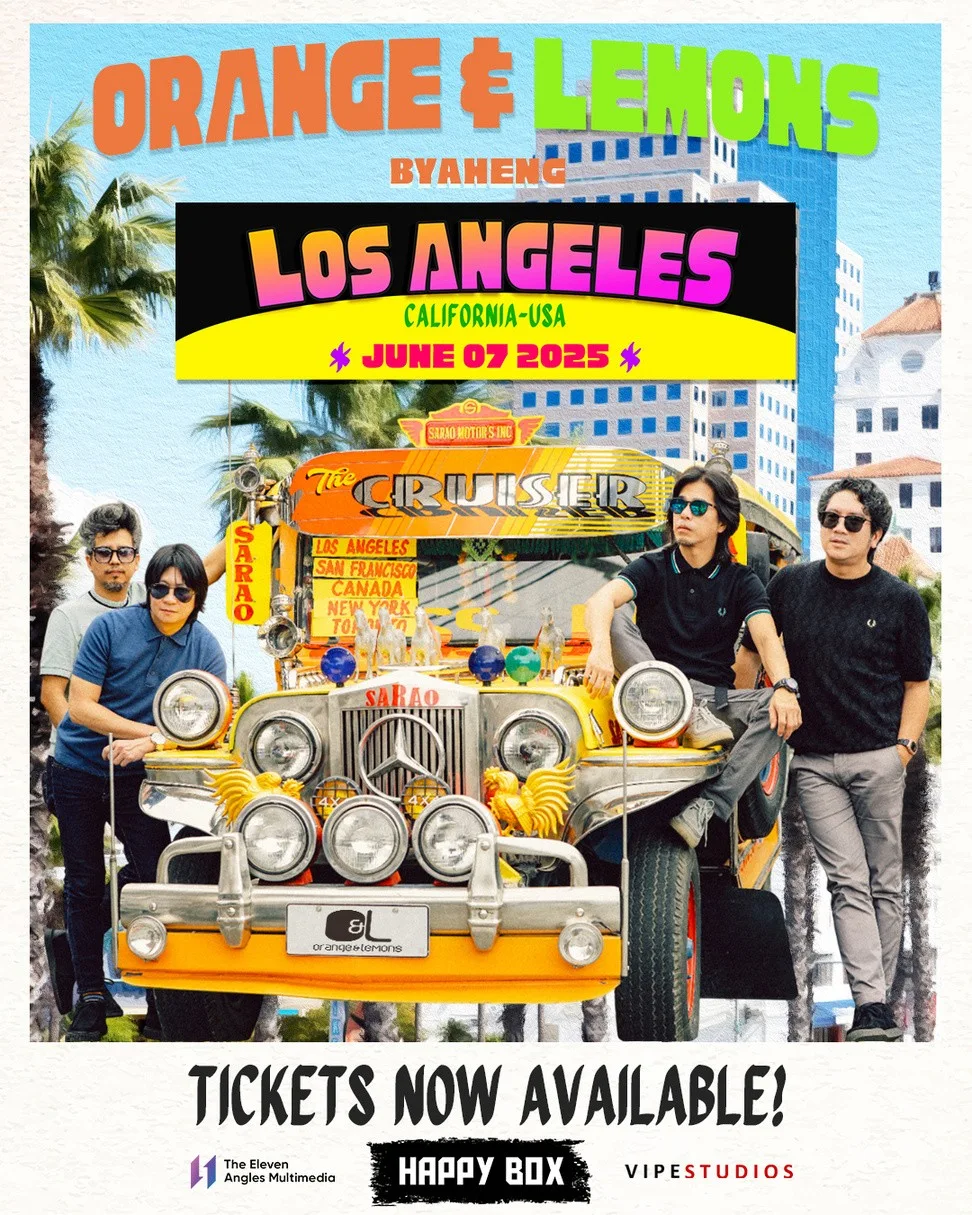 ORANGE & LEMONS
BYAHENG
LOS ANGELES
CALIFORNIA-USA
JUNE 07 2025
SARAO MOTORS INC
The CRUISER
SARAO
LOS ANGELES
SAN FRANCISCO
CANADA
NEW YORK
TORONTO
SARAO
4X
4X
O&L
orange&lemons
TICKETS NOW AVAILABLE!
The Eleven
Angles Multimedia
HAPPY BOX
VIPESTUDIOS